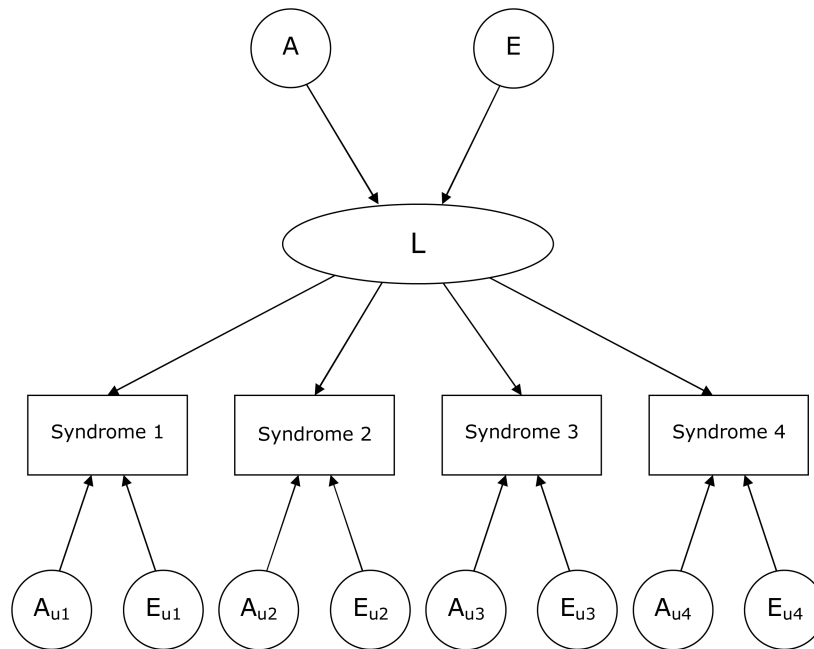 A
E
L
Syndrome 1
Syndrome 2
Syndrome 3
Syndrome 4
Au1
Eu1
Au2
Eu2
Au3
Eu3
Au4
Eu4